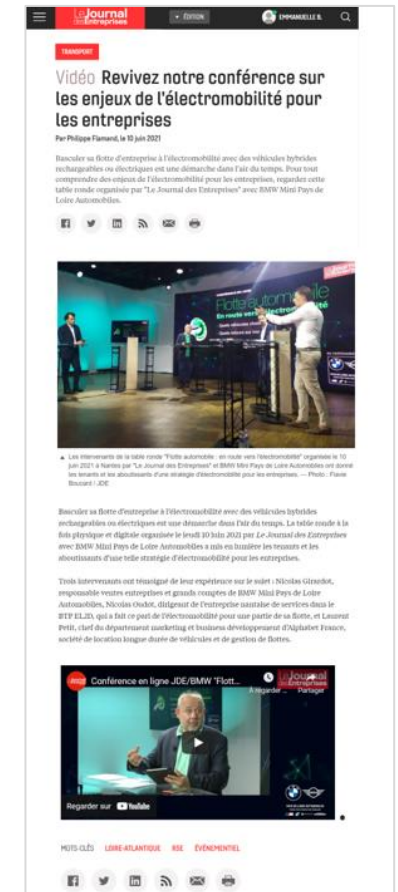 Le Journal
des Entreprises
ÉDITION
EMMANUELLE B.
TRANSPORT
Vidéo Revivez notre conférence sur
les enjeux de l'électromobilité pour
les entreprises
Par Philippe Flamand, le 10 juin 2021
Basculer sa flotte d'entreprise à l'électromobilité avec des véhicules hybrides
rechargeables ou électriques est une démarche dans l'air du temps. Pour tout
comprendre des enjeux de l'électromobilité pour les entreprises, regardez cette
table ronde organisée par "Le Journal des Entreprises" avec BMW Mini Pays de
Loire Automobiles.
Flotte automobile
En route vers l'électromobilité
Les intervenants de la table ronde "Flotte automobile : en route vers l'électromobilité" organisée le 10
juin 2021 à Nantes par "Le Journal des Entreprises" et BMW Mini Pays de Loire Automobiles ont donné
les tenants et les aboutissants d'une stratégie d'électromobilité pour les entreprises. — Photo : Flavie
Boucard / JDE
Basculer sa flotte d'entreprise à l'électromobilité avec des véhicules hybrides
rechargeables ou électriques est une démarche dans l'air du temps. La table ronde à la
fois physique et digitale organisée le jeudi 10 juin 2021 par Le Journal des Entreprises
avec BMW Mini Pays de Loire Automobiles a mis en lumière les tenants et les
aboutissants d'une telle stratégie d'électromobilité pour les entreprises.
Trois intervenants ont témoigné de leur expérience sur le sujet : Nicolas Girardot,
responsable ventes entreprises et grands comptes de BMW Mini Pays de Loire
Automobiles, Nicolas Oudot, dirigeant de l'entreprise nantaise de services dans le
BTP EL2D, qui a fait ce pari de l'électromobilité pour une partie de sa flotte, et Laurent
Petit, chef du département marketing et business développement d'Alphabet France,
société de location longue durée de véhicules et de gestion de flottes.
Conférence en ligne JDE/BMW "Flott...
À regarder ...
Partager
Le Journal
des Entreprises
Regarder sur YouTube
MOTS-CLÉS LOIRE-ATLANTIQUE RSE ÉVÉNEMENTIEL